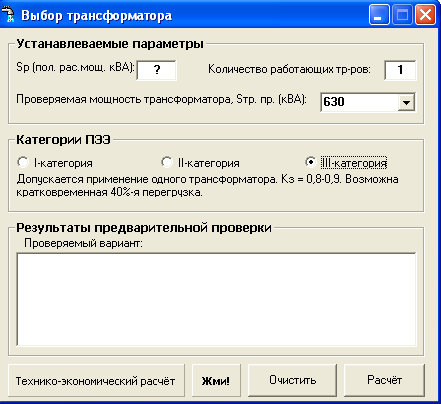 Выбор трансформатора
Устанавливаемые параметры
Sp (пол. рас.мощ. кВА): ? Количество работающих тр-ров: 1
Проверяемая мощность трансформатора, Sтр. пр. (кВА): 630
Категории ПЭЭ
I-категория II-категория III-категория
Допускается применение одного трансформатора. Кз = 0,8-0,9. Возможна
кратковременная 40%-я перегрузка.
Результаты предварительной проверки
Проверяемый вариант:
Технико-экономический расчёт Жми! Очистить Расчёт